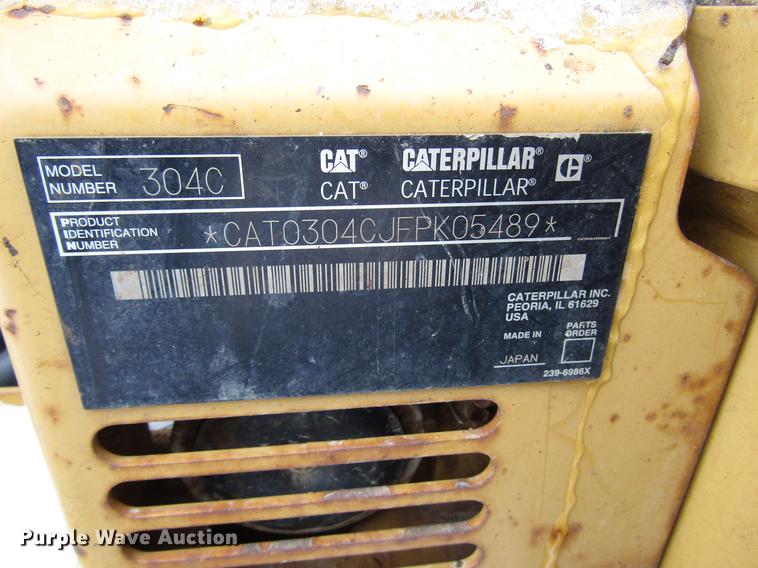 MODEL NUMBER 304C
CAT® CATERPILLAR® C®
CAT® CATERPILLAR®
PRODUCT IDENTIFICATION NUMBER *CAT0304CJFPK05489*
CATERPILLAR INC.
PEORIA, IL 61629
USA
MADE IN
PARTS ORDER
JAPAN
239-6986X
Purple Wave Auction